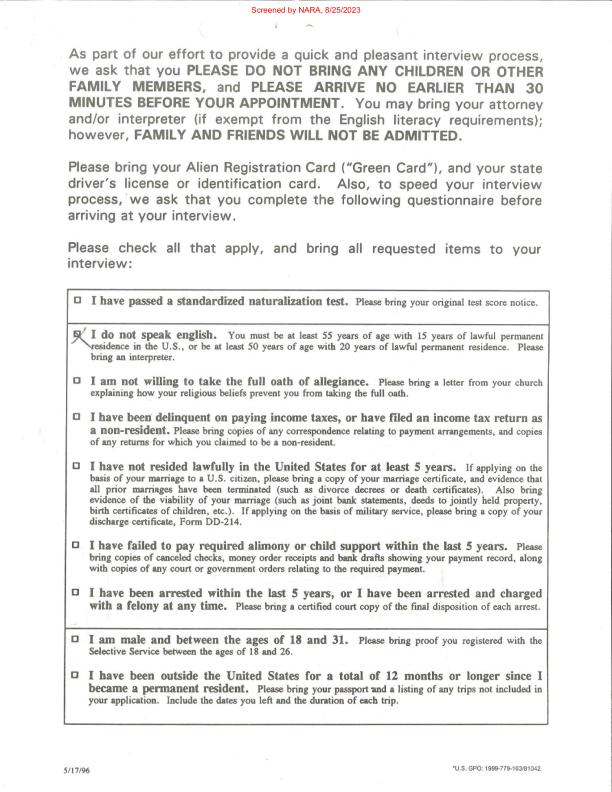 Screened by NARA, 8/25/2023
As part of our effort to provide a quick and pleasant interview process,
we ask that you PLEASE DO NOT BRING ANY CHILDREN OR OTHER
FAMILY MEMBERS, and PLEASE ARRIVE NO EARLIER THAN 30
MINUTES BEFORE YOUR APPOINTMENT. You may bring your attorney
and/or interpreter (if exempt from the English literacy requirements);
however, FAMILY AND FRIENDS WILL NOT BE ADMITTED.
Please bring your Alien Registration Card ("Green Card"), and your state
driver's license or identification card. Also, to speed your interview
process, we ask that you complete the following questionnaire before
arriving at your interview.
Please check all that apply, and bring all requested items to your
interview:
I have passed a standardized naturalization test. Please bring your original test score notice.
I do not speak english. You must be at least 55 years of age with 15 years of lawful permanent
residence in the U.S., or be at least 50 years of age with 20 years of lawful permanent residence. Please
bring an interpreter.
I am not willing to take the full oath of allegiance. Please bring a letter from your church
explaining how your religious beliefs prevent you from taking the full oath.
I have been delinquent on paying income taxes, or have filed an income tax return as
a non-resident. Please bring copies of any correspondence relating to payment arrangements, and copies
of any returns for which you claimed to be a non-resident.
I have not resided lawfully in the United States for at least 5 years. If applying on the
basis of your marriage to a U.S. citizen, please bring a copy of your marriage certificate, and evidence that
all prior marriages have been terminated (such as divorce decrees or death certificates). Also bring
evidence of the viability of your marriage (such as joint bank statements, deeds to jointly held property,
birth certificates of children, etc.). If applying on the basis of military service, please bring a copy of your
discharge certificate, Form DD-214.
I have failed to pay required alimony or child support within the last 5 years. Please
bring copies of canceled checks, money order receipts and bank drafts showing your payment record, along
with copies of any court or government orders relating to the required payment.
I have been arrested within the last 5 years, or I have been arrested and charged
with a felony at any time. Please bring a certified court copy of the final disposition of each arrest.
I am male and between the ages of 18 and 31. Please bring proof you registered with the
Selective Service between the ages of 18 and 26.
I have been outside the United States for a total of 12 months or longer since I
became a permanent resident. Please bring your passport and a listing of any trips not included in
your application. Include the dates you left and the duration of each trip.
5/17/96
*U.S. GPO: 1999-779-163/81042